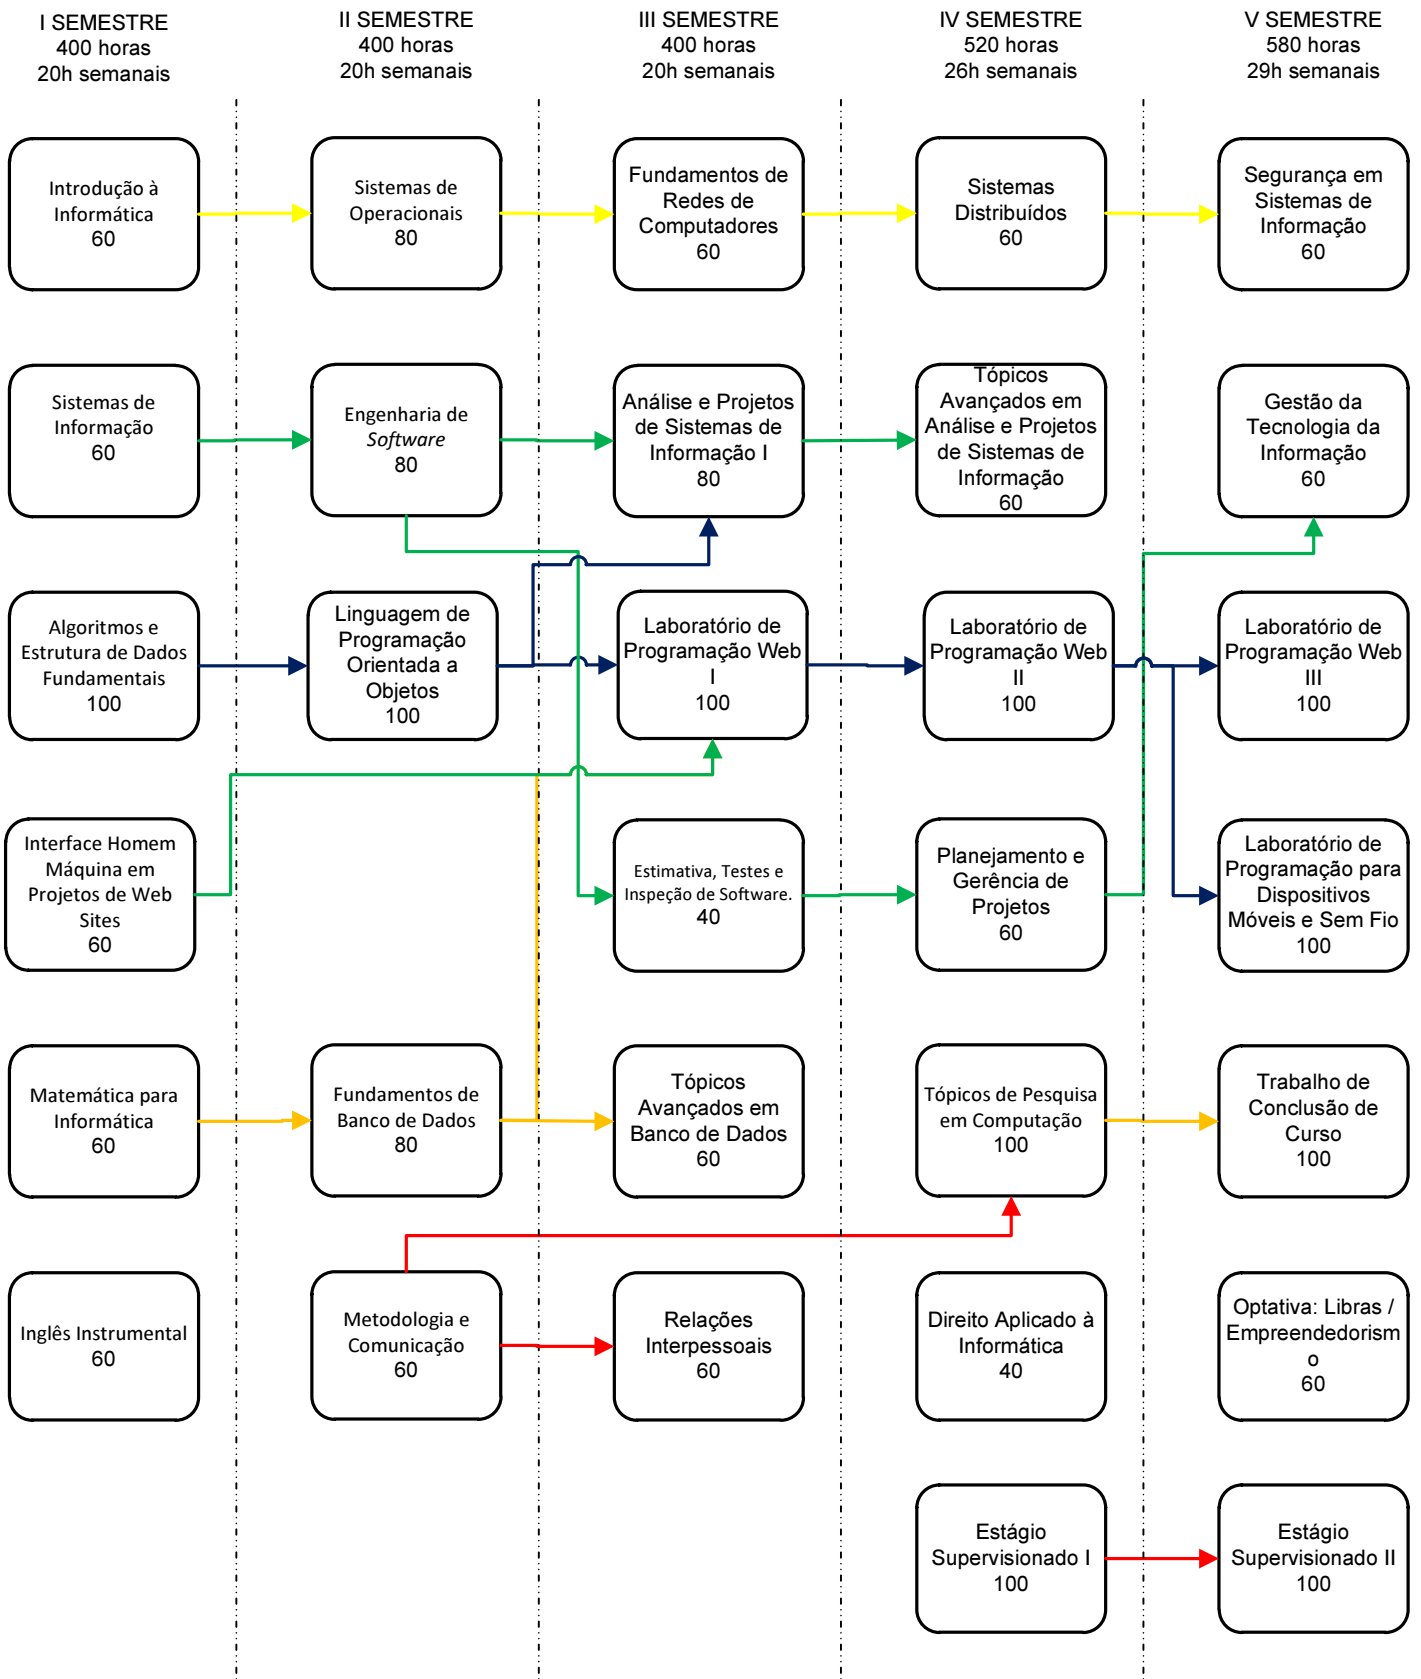 I SEMESTRE
400 horas
20h semanais
II SEMESTRE
400 horas
20h semanais
III SEMESTRE
400 horas
20h semanais
IV SEMESTRE
520 horas
26h semanais
V SEMESTRE
580 horas
29h semanais
Introdução à
Informática
60
Sistemas de
Operacionais
80
Fundamentos de
Redes de
Computadores
60
Sistemas
Distribuídos
60
Segurança em
Sistemas de
Informação
60
Sistemas de
Informação
60
Engenharia de
Software
80
Análise e Projetos
de Sistemas de
Informação I
80
Tópicos
Avançados em
Análise e Projetos
de Sistemas de
Informação
60
Gestão da
Tecnologia da
Informação
60
Algoritmos e
Estrutura de Dados
Fundamentais
100
Linguagem de
Programação
Orientada a
Objetos
100
Laboratório de
Programação Web
I
100
Laboratório de
Programação Web
II
100
Laboratório de
Programação Web
III
100
Interface Homem
Máquina em
Projetos de Web
Sites
60
Estimativa, Testes e
Inspeção de Software.
40
Planejamento e
Gerência de
Projetos
60
Laboratório de
Programação para
Dispositivos
Móveis e Sem Fio
100
Matemática para
Informática
60
Fundamentos de
Banco de Dados
80
Tópicos
Avançados em
Banco de Dados
60
Tópicos de Pesquisa
em Computação
100
Trabalho de
Conclusão de
Curso
100
Inglês Instrumental
60
Metodologia e
Comunicação
60
Relações
Interpessoais
60
Direito Aplicado à
Informática
40
Optativa: Libras /
Empreendedorism
o
60
Estágio
Supervisionado I
100
Estágio
Supervisionado II
100